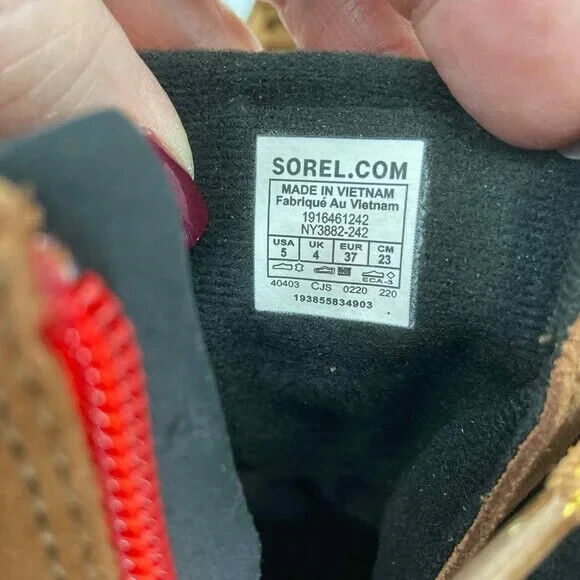 SOREL.COM
MADE IN VIETNAM
Fabriqué Au Vietnam
1916461242
NY3882-242
USA UK EUR CM
5 4 37 23
ECA-3
40403 CJS 0220 220
193855834903